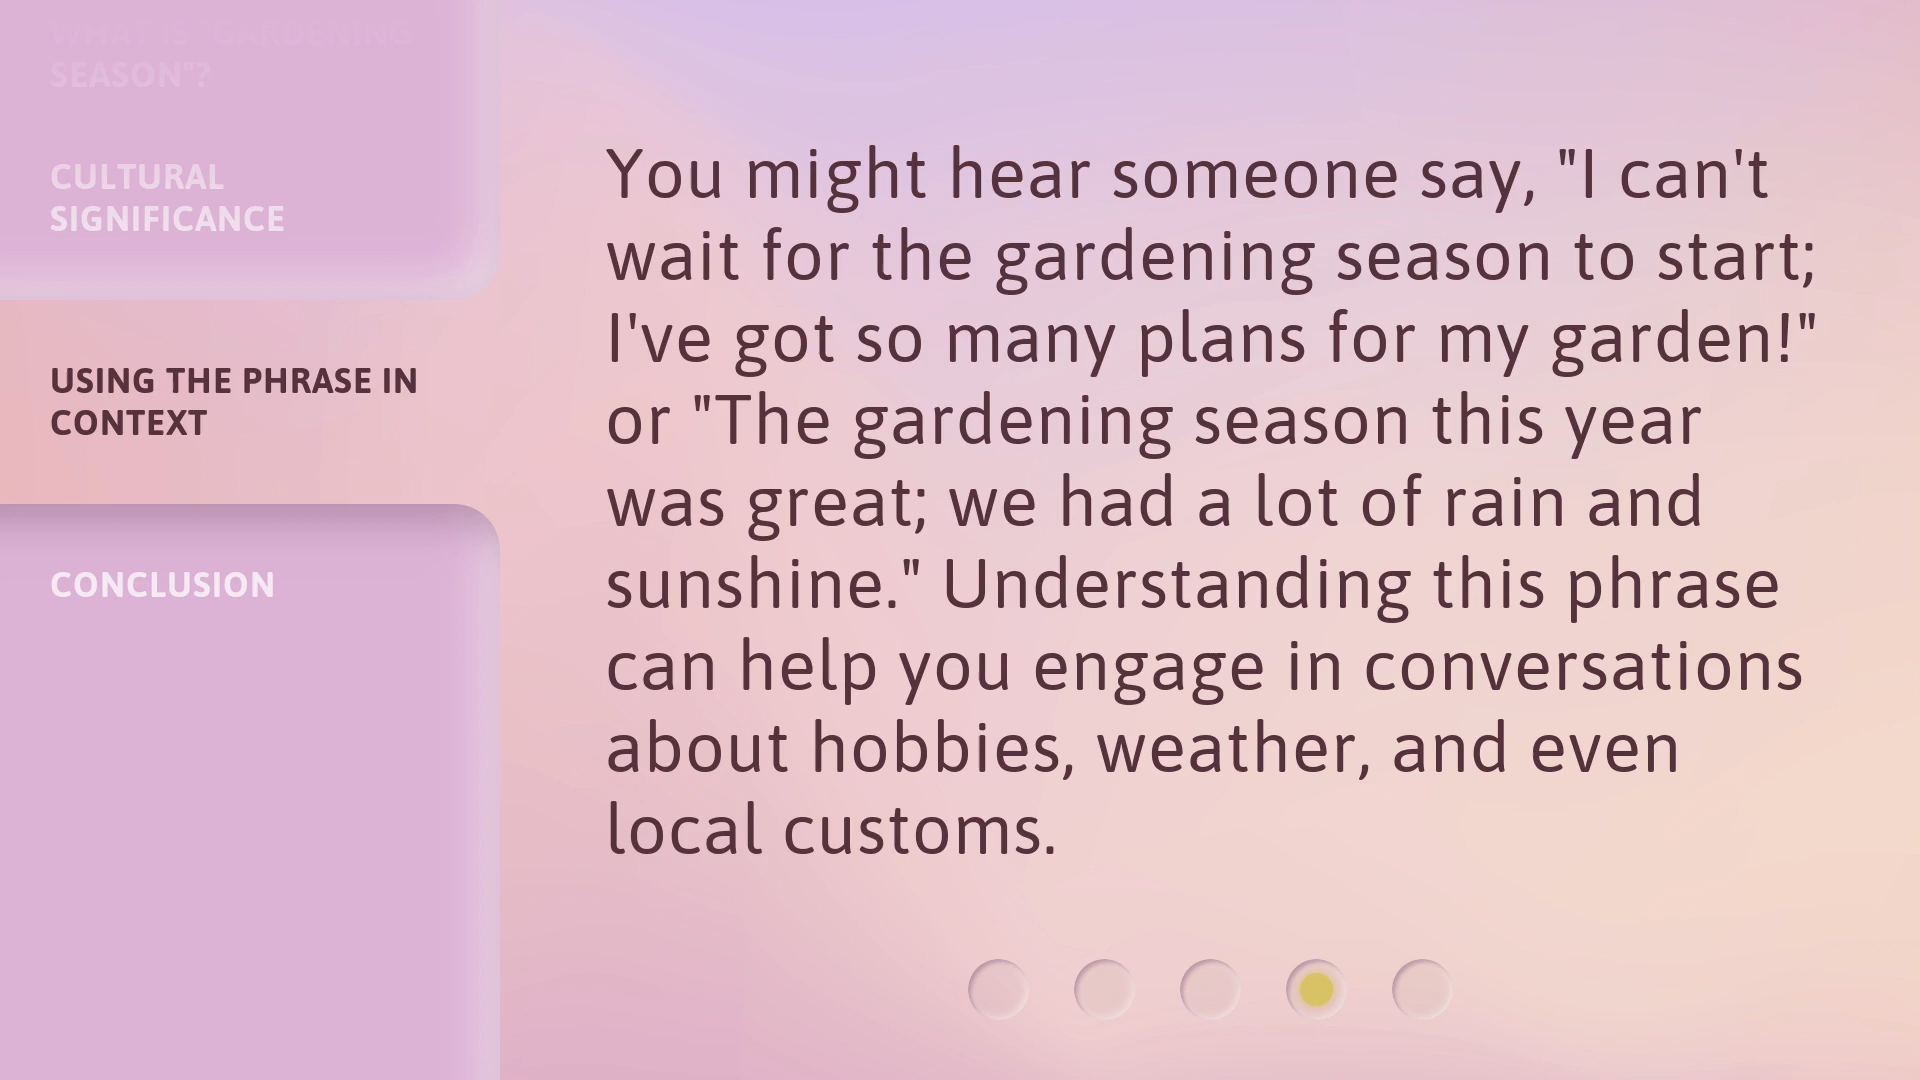 WHAT IS "GARDENING
SEASON"?
CULTURAL
SIGNIFICANCE
USING THE PHRASE IN
CONTEXT
CONCLUSION
You might hear someone say, "I can't
wait for the gardening season to start;
I've got so many plans for my garden!"
or "The gardening season this year
was great; we had a lot of rain and
sunshine." Understanding this phrase
can help you engage in conversations
about hobbies, weather, and even
local customs.